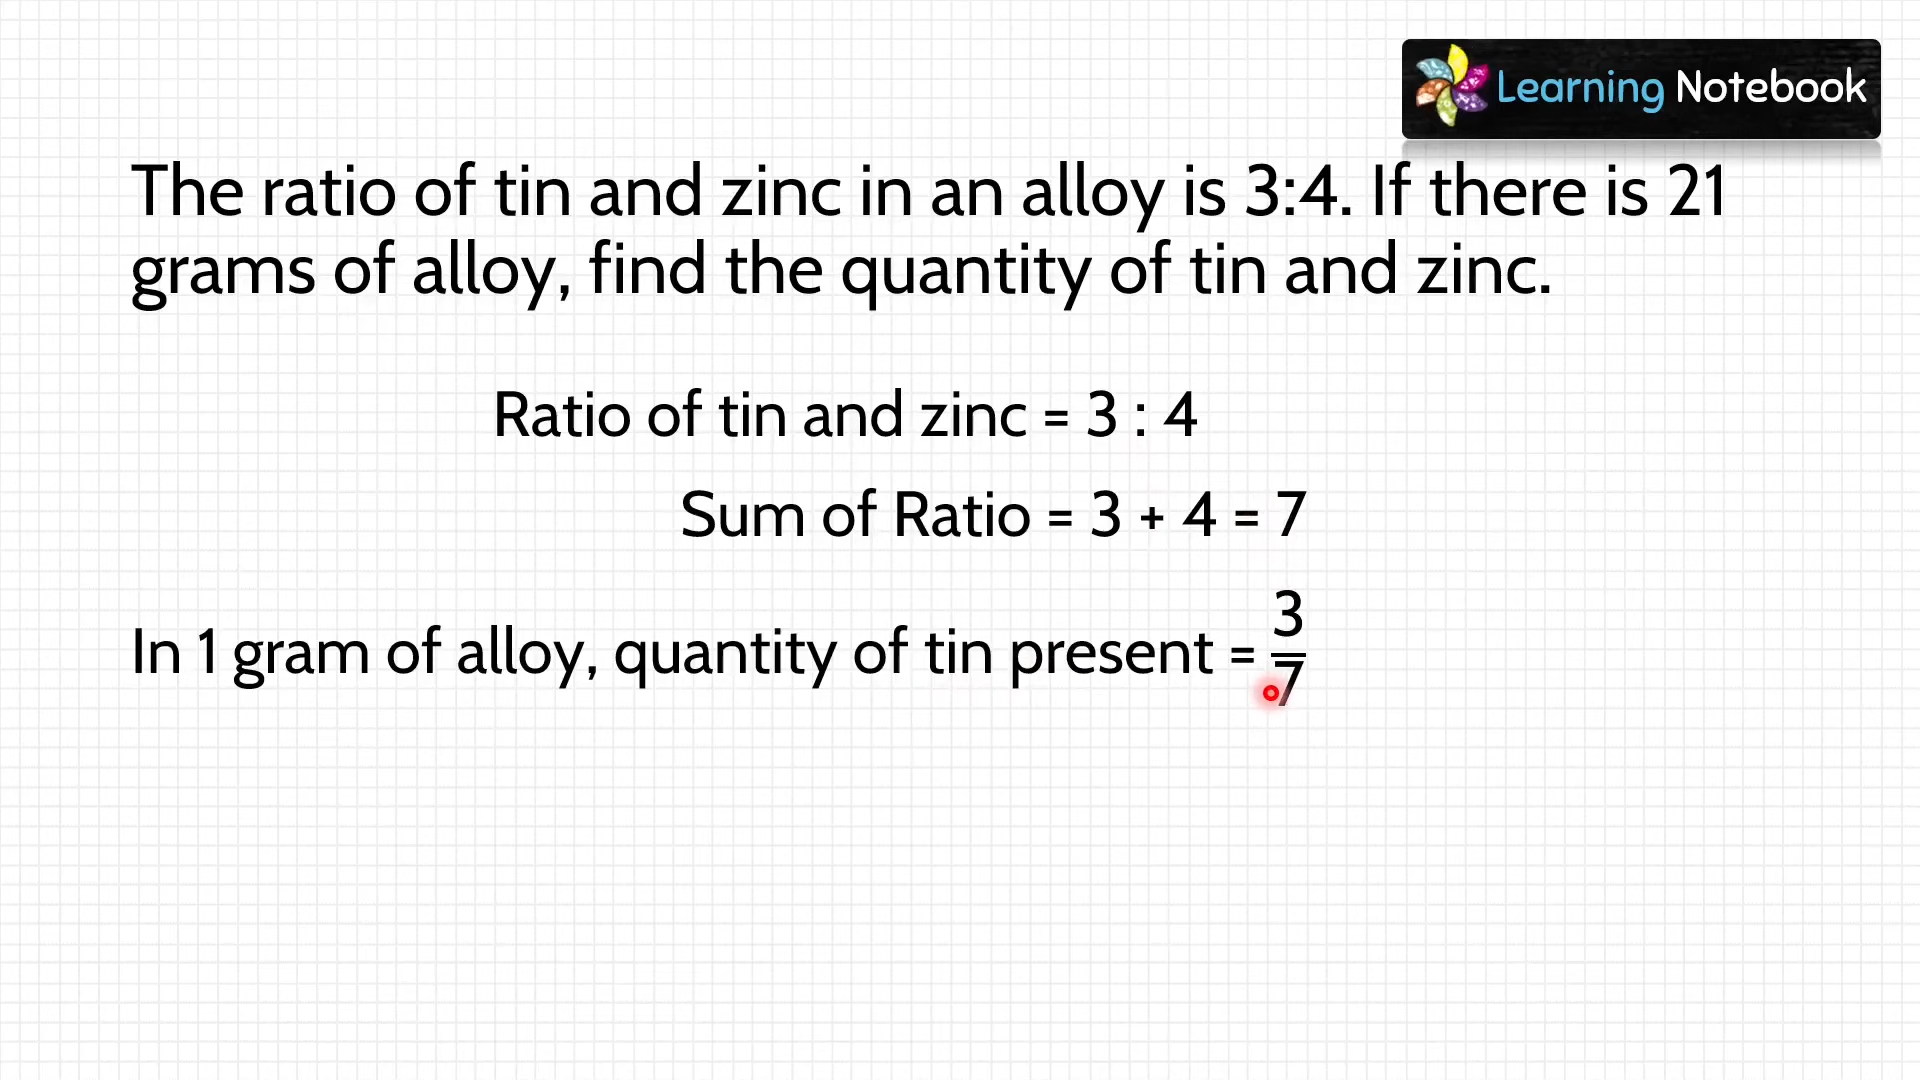 Learning Notebook
The ratio of tin and zinc in an alloy is 3:4. If there is 21
grams of alloy, find the quantity of tin and zinc.
Ratio of tin and zinc = 3 : 4
Sum of Ratio = 3 + 4 = 7
In 1 gram of alloy, quantity of tin present = 3/7